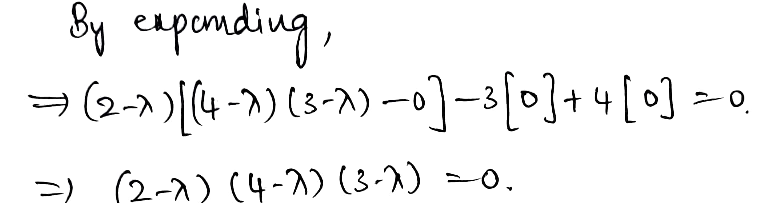 By expanding,
⇒ (2-λ)[(4-λ)(3-λ)-0]-3[0]+4[0]=0.
⇒ (2-λ)(4-λ)(3-λ)=0.